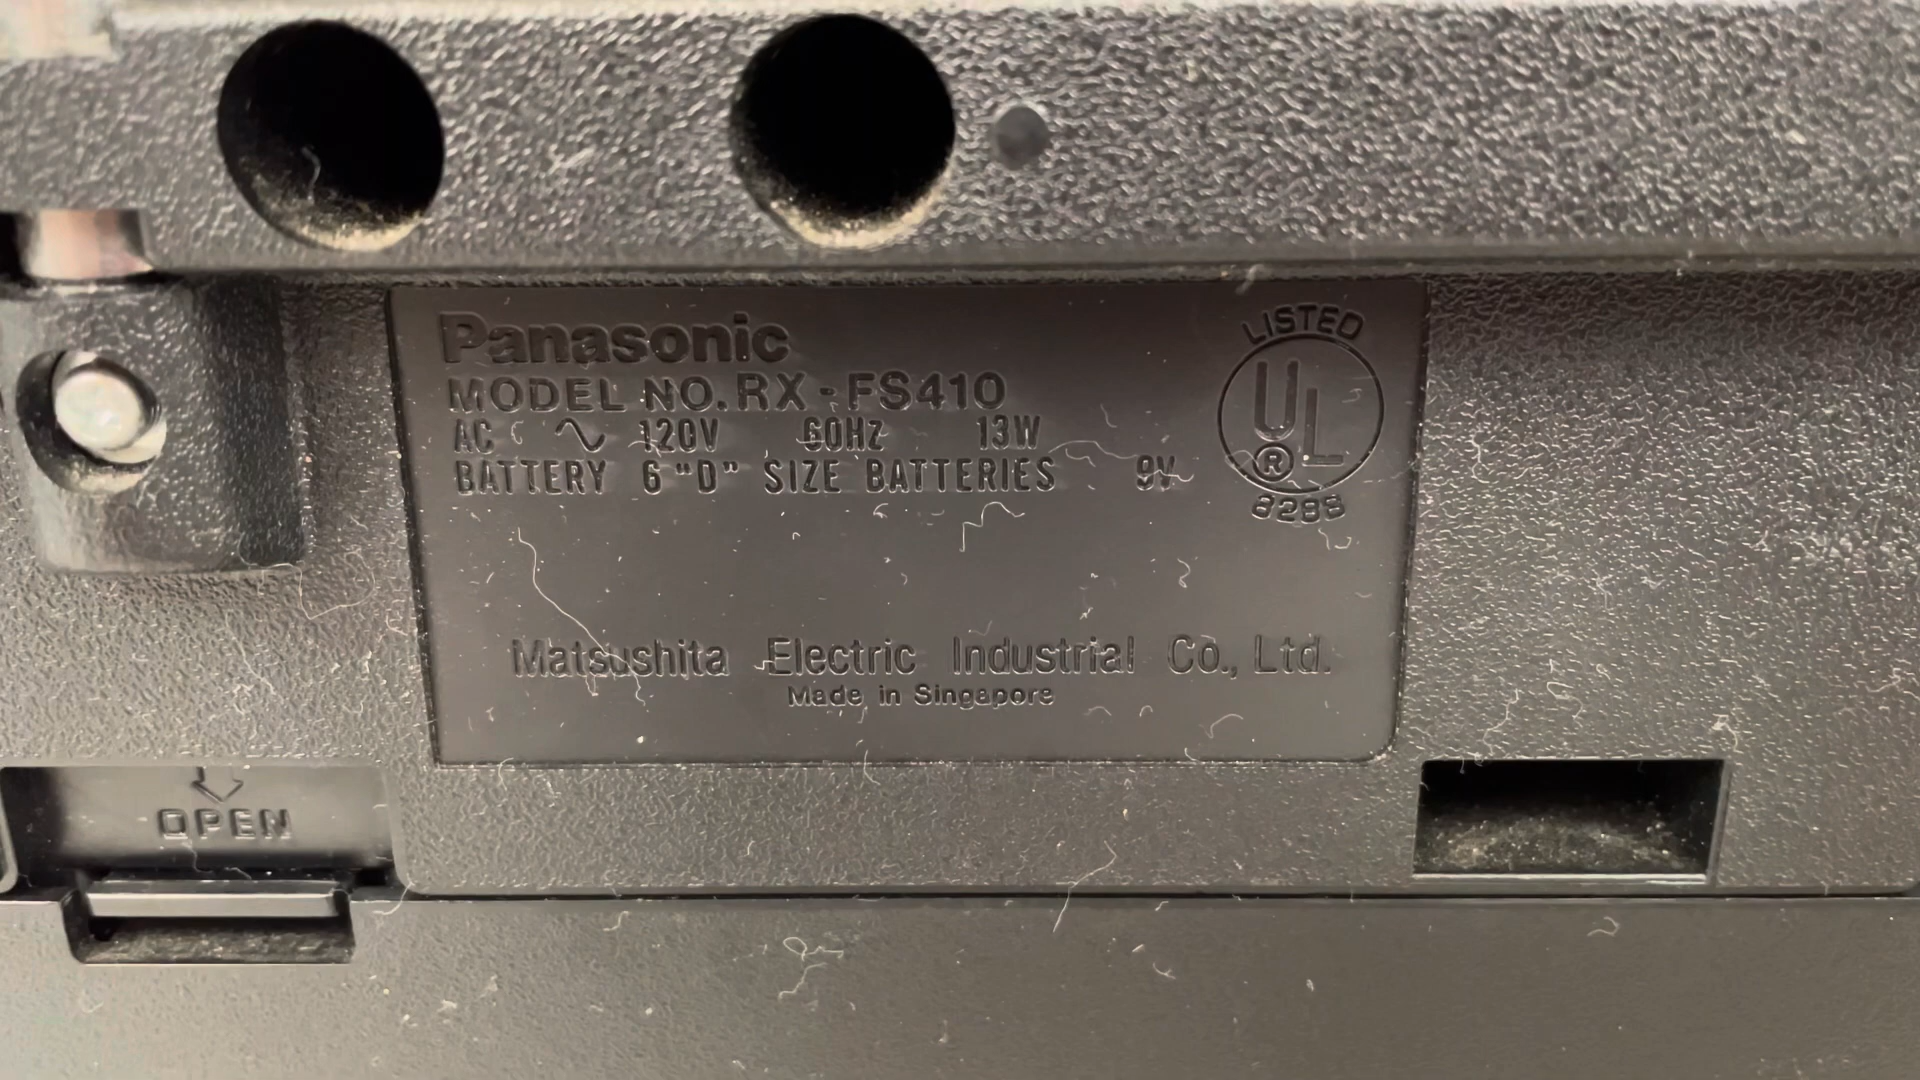 Panasonic
MODEL NO. RX-FS410
AC ∿ 120V 60HZ 13W
BATTERY 6 “D” SIZE BATTERIES 9V
LISTED
UL
®
Matsushita Electric Industrial Co., Ltd.
Made in Singapore
OPEN